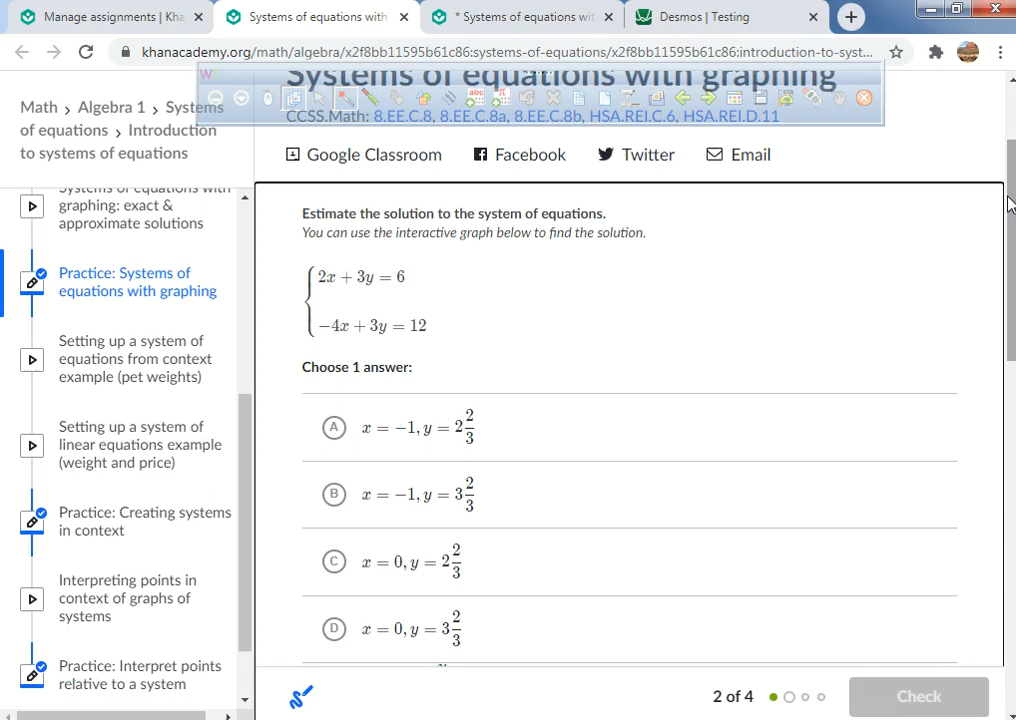 Manage assignments | Kha
Systems of equations with
* Systems of equations wi
Desmos | Testing
khanacademy.org/math/algebra/x2f8bb11595b61c86:systems-of-equations/x2f8bb11595b61c86:introduction-to-syst...
Systems of equations with graphing
CCSS.Math: 8.EE.C.8, 8.EE.C.8a, 8.EE.C.8b, HSA.REI.C.6, HSA.REI.D.11
Math › Algebra 1 › Systems
of equations › Introduction
to systems of equations
Google Classroom
Facebook
Twitter
Email
Systems of equations with
graphing: exact &
approximate solutions
Practice: Systems of
equations with graphing
Setting up a system of
equations from context
example (pet weights)
Setting up a system of
linear equations example
(weight and price)
Practice: Creating systems
in context
Interpreting points in
context of graphs of
systems
Practice: Interpret points
relative to a system
Estimate the solution to the system of equations.
You can use the interactive graph below to find the solution.
2x + 3y = 6
−4x + 3y = 12
Choose 1 answer:
A x = −1, y = 2 2/3
B x = −1, y = 3 2/3
C x = 0, y = 2 2/3
D x = 0, y = 3 2/3
2 of 4
Check